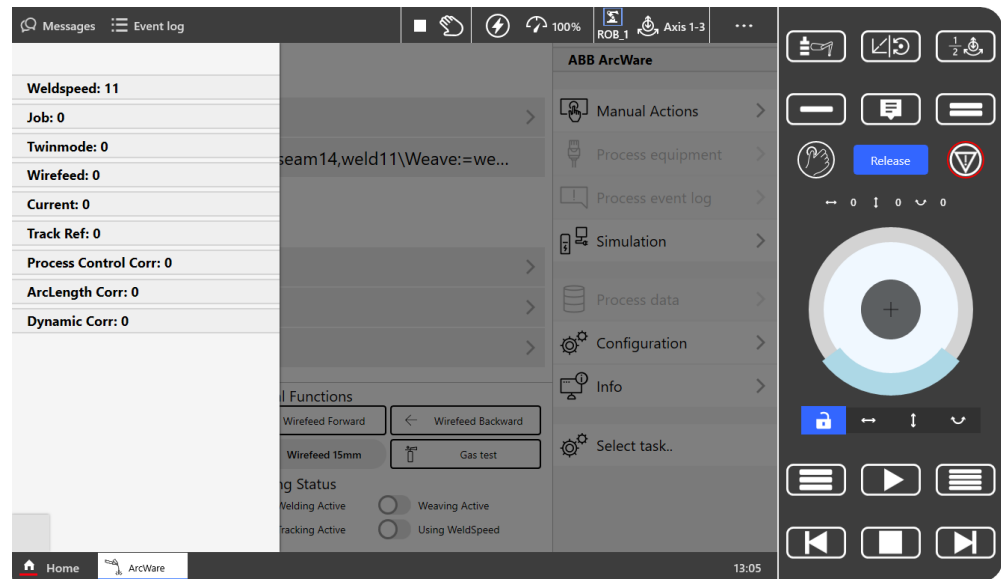 Messages Event log 100% ROB_1 Axis 1-3 ...
ABB ArcWare
Weldspeed: 11
Job: 0
Twinmode: 0
Wirefeed: 0
Current: 0
Track Ref: 0
Process Control Corr: 0
ArcLength Corr: 0
Dynamic Corr: 0
seam14,weld11\Weave:=we...
l Functions
Wirefeed Forward
Wirefeed Backward
Wirefeed 15mm
Gas test
ng Status
Welding Active
Weaving Active
Tracking Active
Using WeldSpeed
Manual Actions
Process equipment
Process event log
Simulation
Process data
Configuration
Info
Select task..
Home
ArcWare
13:05
1
2
Release
0 0 0